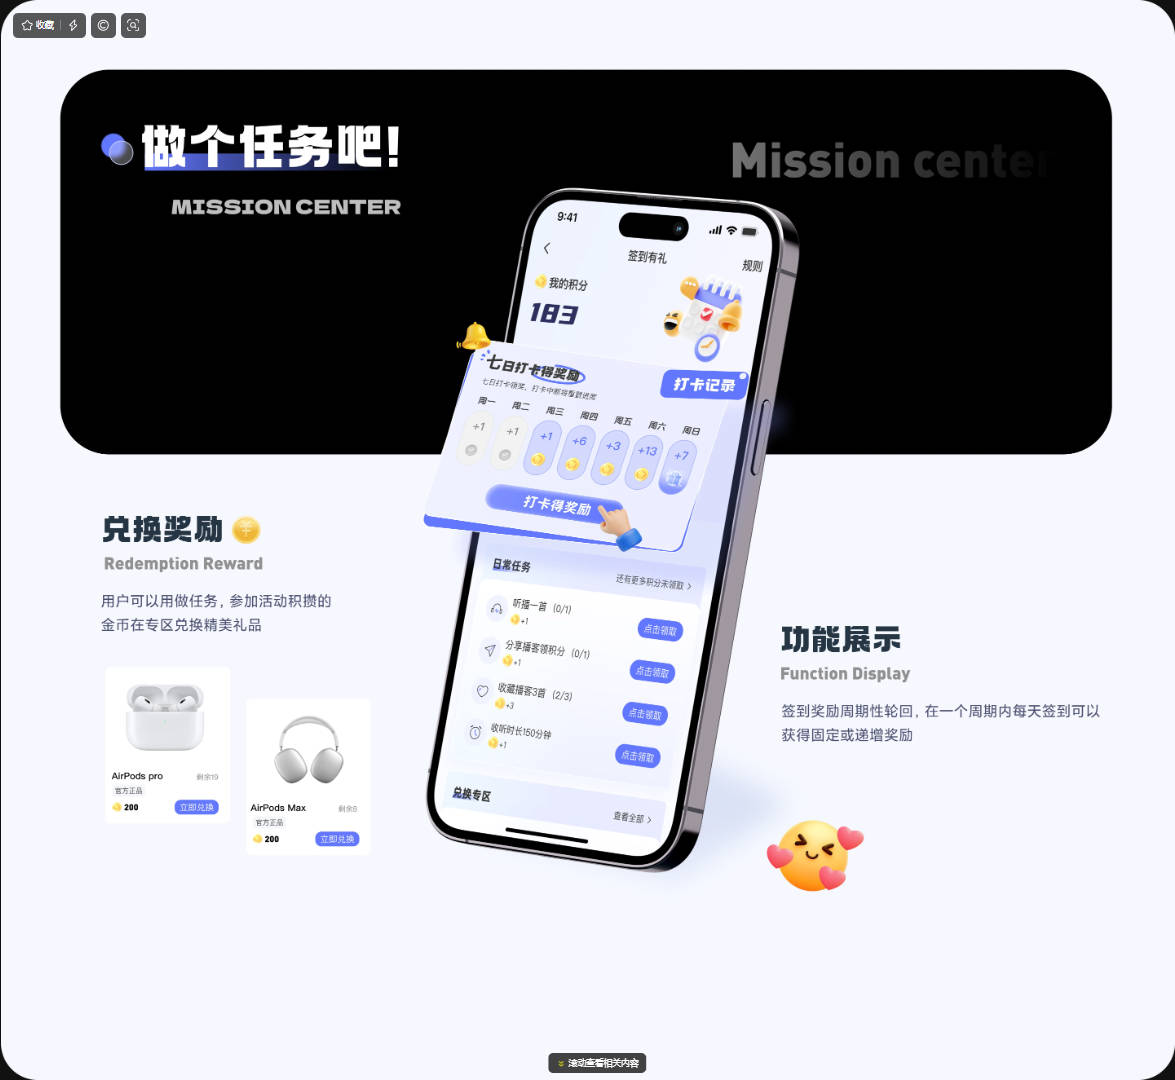 收藏
做个任务吧!
MISSION CENTER
Mission center
9:41
签到有礼
规则
我的积分
183
七日打卡得奖励
七日打卡领奖，打卡中断将重置进度
打卡记录
周一 周二 周三 周四 周五 周六 周日
+1 +1 +1 +6 +3 +13 +7
打卡得奖励
日常任务
还有更多积分未领取 >
听播一首 (0/1)
+1
点击领取
分享播客领积分 (0/1)
+1
点击领取
收藏播客3首 (2/3)
+3
点击领取
收听时长150分钟
+1
点击领取
兑换专区
查看全部 >
兑换奖励
Redemption Reward
用户可以用做任务，参加活动积攒的
金币在专区兑换精美礼品
AirPods pro
剩余19
官方正品
200
立即兑换
AirPods Max
剩余8
官方正品
200
立即兑换
功能展示
Function Display
签到奖励周期性轮回，在一个周期内每天签到可以
获得固定或递增奖励
滚动查看相关内容